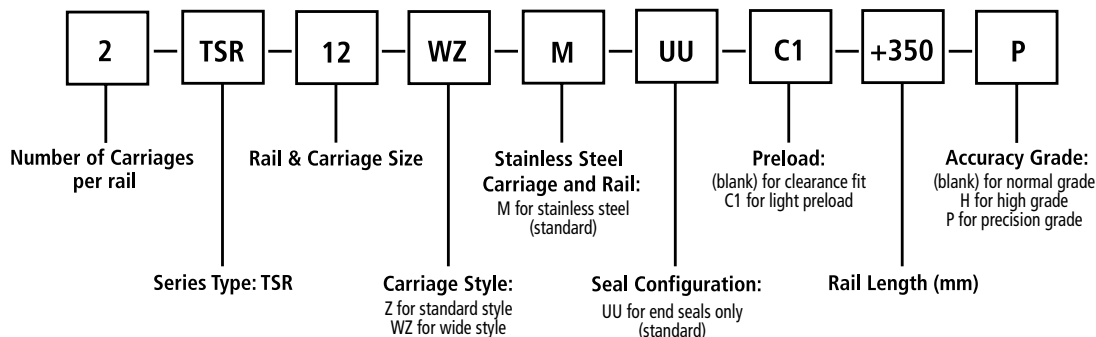 2 – TSR – 12 – WZ – M – UU – C1 – +350 – P
Number of Carriages
per rail
Rail & Carriage Size
Stainless Steel
Carriage and Rail:
M for stainless steel
(standard)
Preload:
(blank) for clearance fit
C1 for light preload
Accuracy Grade:
(blank) for normal grade
H for high grade
P for precision grade
Series Type: TSR
Carriage Style:
Z for standard style
WZ for wide style
Seal Configuration:
UU for end seals only
(standard)
Rail Length (mm)